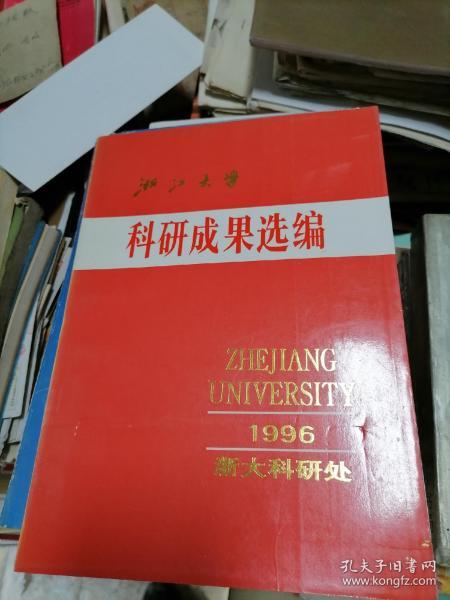 浙江大学
科研成果选编
ZHEJIANG
UNIVERSITY
1996
浙大科研处
孔夫子旧书网
www.kongfz.com